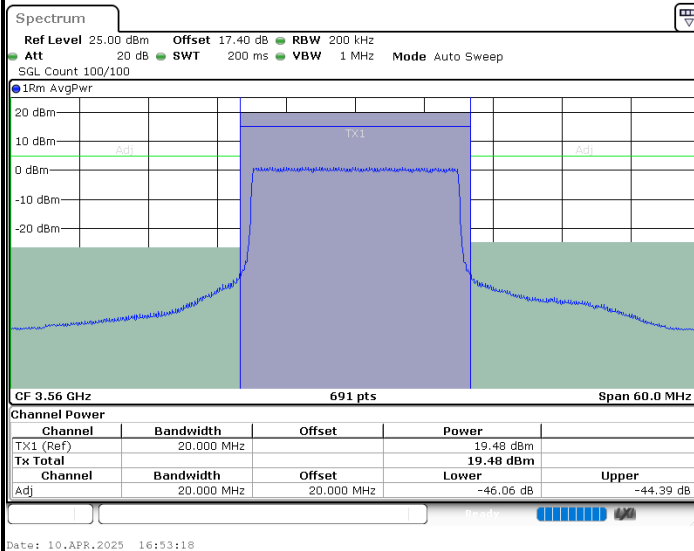 Spectrum
Ref Level 25.00 dBm Offset 17.40 dB RBW 200 kHz
Att 20 dB SWT 200 ms VBW 1 MHz Mode Auto Sweep
SGL Count 100/100
1Rm AvgPwr
20 dBm
TX1
10 dBm
Adj Adj
0 dBm
-10 dBm
-20 dBm
CF 3.56 GHz 691 pts Span 60.0 MHz
Channel Power
Channel Bandwidth Offset Power
TX1 (Ref) 20.000 MHz 19.48 dBm
Tx Total 19.48 dBm
Channel Bandwidth Offset Lower Upper
Adj 20.000 MHz 20.000 MHz -46.06 dB -44.39 dB
Ready
Date: 10.APR.2025 16:53:18